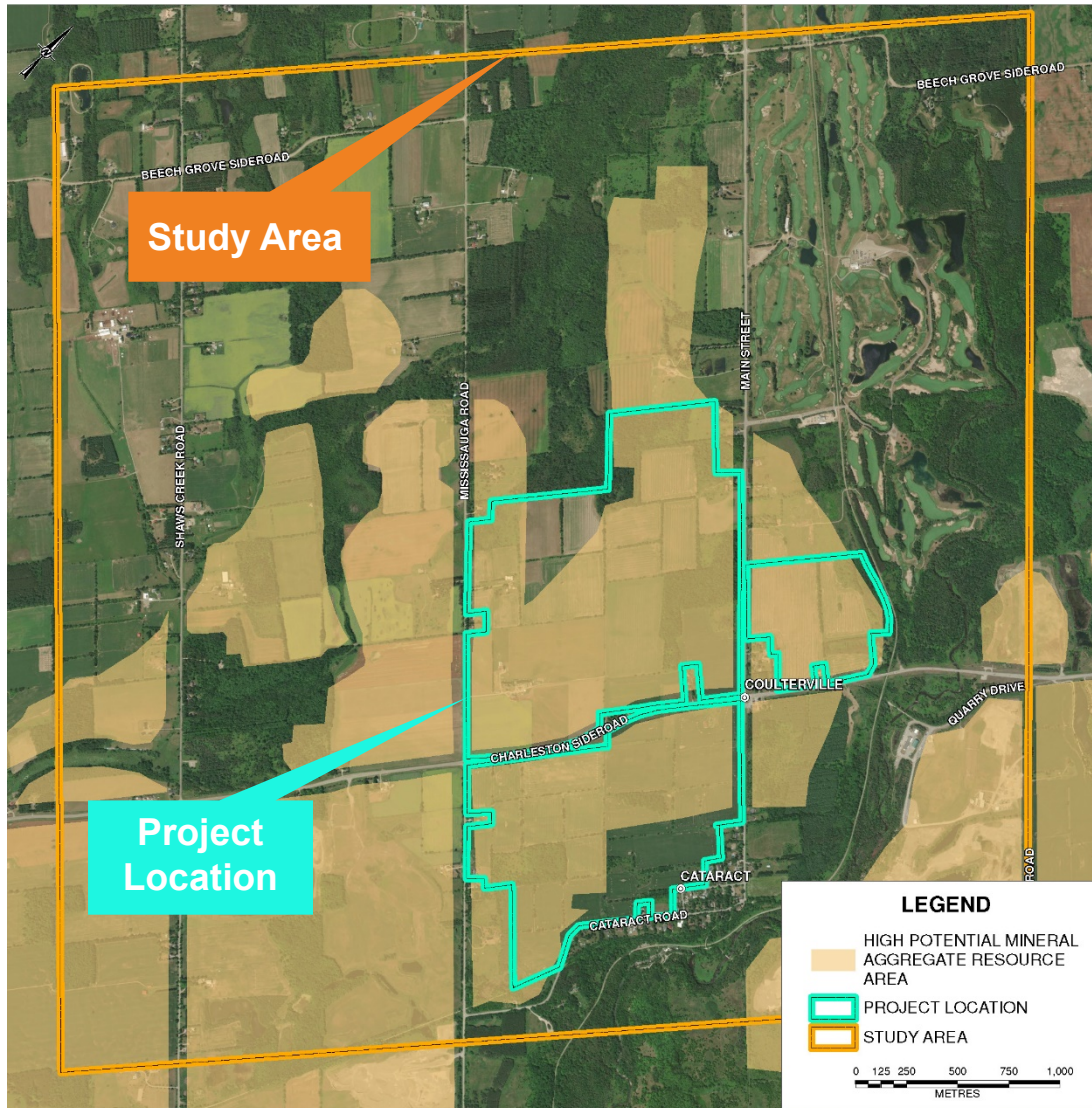 BEECH GROVE SIDEROAD
BEECH GROVE SIDEROAD
Study Area
MAIN STREET
MISSISSAUGA ROAD
SHAWS CREEK ROAD
COULTERVILLE
QUARRY DRIVE
CHARLESTON SIDEROAD
Project
Location
CATARACT
CATARACT ROAD
ROAD
LEGEND
HIGH POTENTIAL MINERAL
AGGREGATE RESOURCE
AREA
PROJECT LOCATION
STUDY AREA
0 125 250 500 750 1,000
METRES